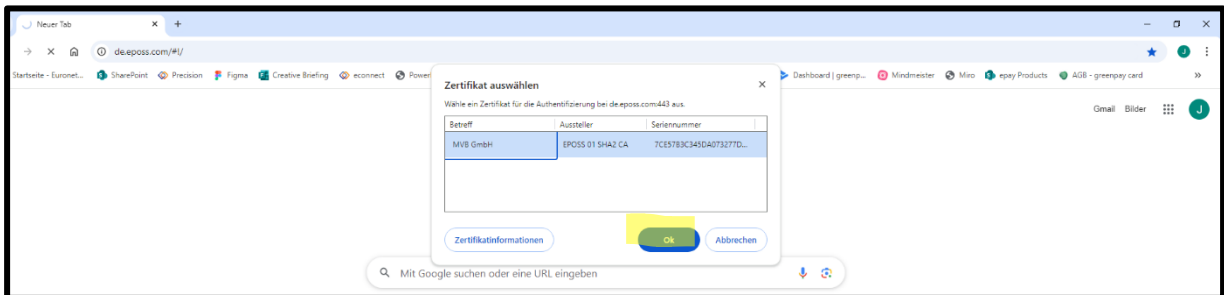 Neuer Tab
de.eposs.com/#!/
Startseite - Euronet... SharePoint Precision Figma Creative Briefing econnect Power Dashboard | greenp... Mindmeister Miro epay Products AGB - greenpay card
Gmail Bilder J
Zertifikat auswählen
Wähle ein Zertifikat für die Authentifizierung bei de.eposs.com:443 aus.
Betreff Aussteller Seriennummer
MVB GmbH EPOSS 01 SHA2 CA 7CE57B3C345DA073277D...
Zertifikatinformationen Ok Abbrechen
Mit Google suchen oder eine URL eingeben